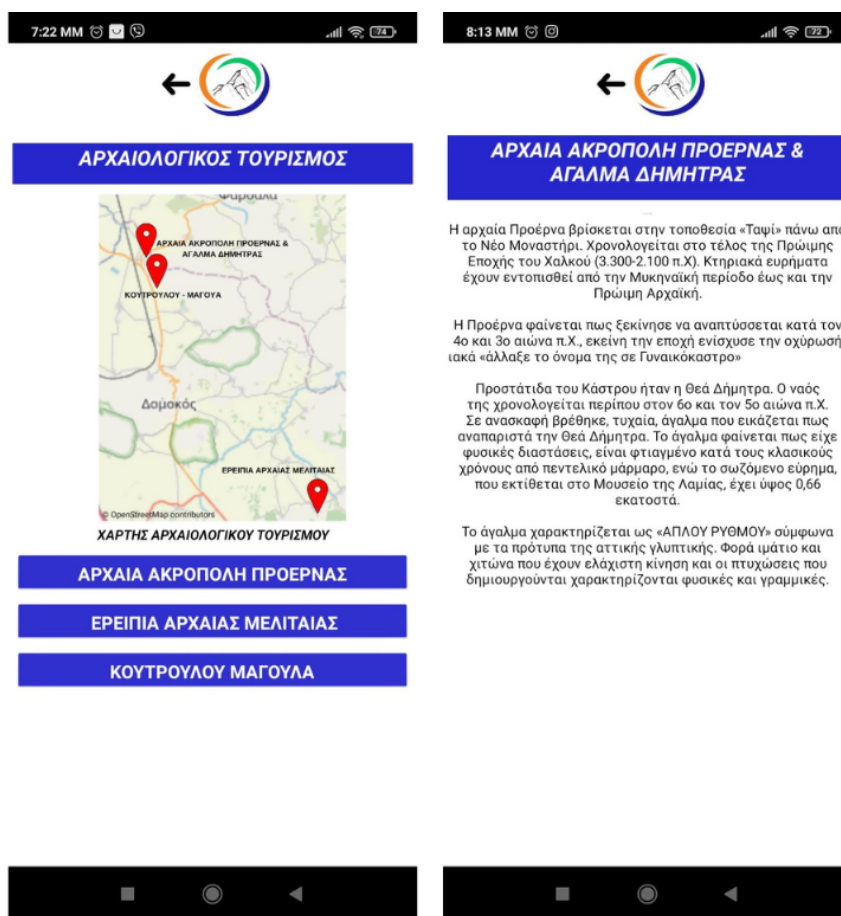 7:22 MM
74
ΑΡΧΑΙΟΛΟΓΙΚΟΣ ΤΟΥΡΙΣΜΟΣ
Φάρσαλα
ΑΡΧΑΙΑ ΑΚΡΟΠΟΛΗ ΠΡΟΕΡΝΑΣ &
ΑΓΑΛΜΑ ΔΗΜΗΤΡΑΣ
ΚΟΥΤΡΟΥΛΟΥ - ΜΑΓΟΥΑ
Δομοκός
ΕΡΕΙΠΙΑ ΑΡΧΑΙΑΣ ΜΕΛΙΤΑΙΑΣ
© OpenStreetMap contributors
ΧΑΡΤΗΣ ΑΡΧΑΙΟΛΟΓΙΚΟΥ ΤΟΥΡΙΣΜΟΥ
ΑΡΧΑΙΑ ΑΚΡΟΠΟΛΗ ΠΡΟΕΡΝΑΣ
ΕΡΕΙΠΙΑ ΑΡΧΑΙΑΣ ΜΕΛΙΤΑΙΑΣ
ΚΟΥΤΡΟΥΛΟΥ ΜΑΓΟΥΛΑ
8:13 MM
72
ΑΡΧΑΙΑ ΑΚΡΟΠΟΛΗ ΠΡΟΕΡΝΑΣ &
ΑΓΑΛΜΑ ΔΗΜΗΤΡΑΣ
Η αρχαία Προέρνα βρίσκεται στην τοποθεσία «Ταψί» πάνω από
το Νέο Μοναστήρι. Χρονολογείται στο τέλος της Πρώιμης
Εποχής του Χαλκού (3.300-2.100 π.Χ). Κτηριακά ευρήματα
έχουν εντοπισθεί από την Μυκηναϊκή περίοδο έως και την
Πρώιμη Αρχαϊκή.
Η Προέρνα φαίνεται πως ξεκίνησε να αναπτύσσεται κατά τον
4ο και 3ο αιώνα π.Χ., εκείνη την εποχή ενίσχυσε την οχύρωσή
ιακά «άλλαξε το όνομα της σε Γυναικόκαστρο»
Προστάτιδα του Κάστρου ήταν η Θεά Δήμητρα. Ο ναός
της χρονολογείται περίπου στον 6ο και τον 5ο αιώνα π.Χ.
Σε ανασκαφή βρέθηκε, τυχαία, άγαλμα που εικάζεται πως
αναπαριστά την Θεά Δήμητρα. Το άγαλμα φαίνεται πως είχε
φυσικές διαστάσεις, είναι φτιαγμένο κατά τους κλασικούς
χρόνους από πεντελικό μάρμαρο, ενώ το σωζόμενο εύρημα,
που εκτίθεται στο Μουσείο της Λαμίας, έχει ύψος 0,66
εκατοστά.
Το άγαλμα χαρακτηρίζεται ως «ΑΠΛΟΥ ΡΥΘΜΟΥ» σύμφωνα
με τα πρότυπα της αττικής γλυπτικής. Φορά ιμάτιο και
χιτώνα που έχουν ελάχιστη κίνηση και οι πτυχώσεις που
δημιουργούνται χαρακτηρίζονται φυσικές και γραμμικές.